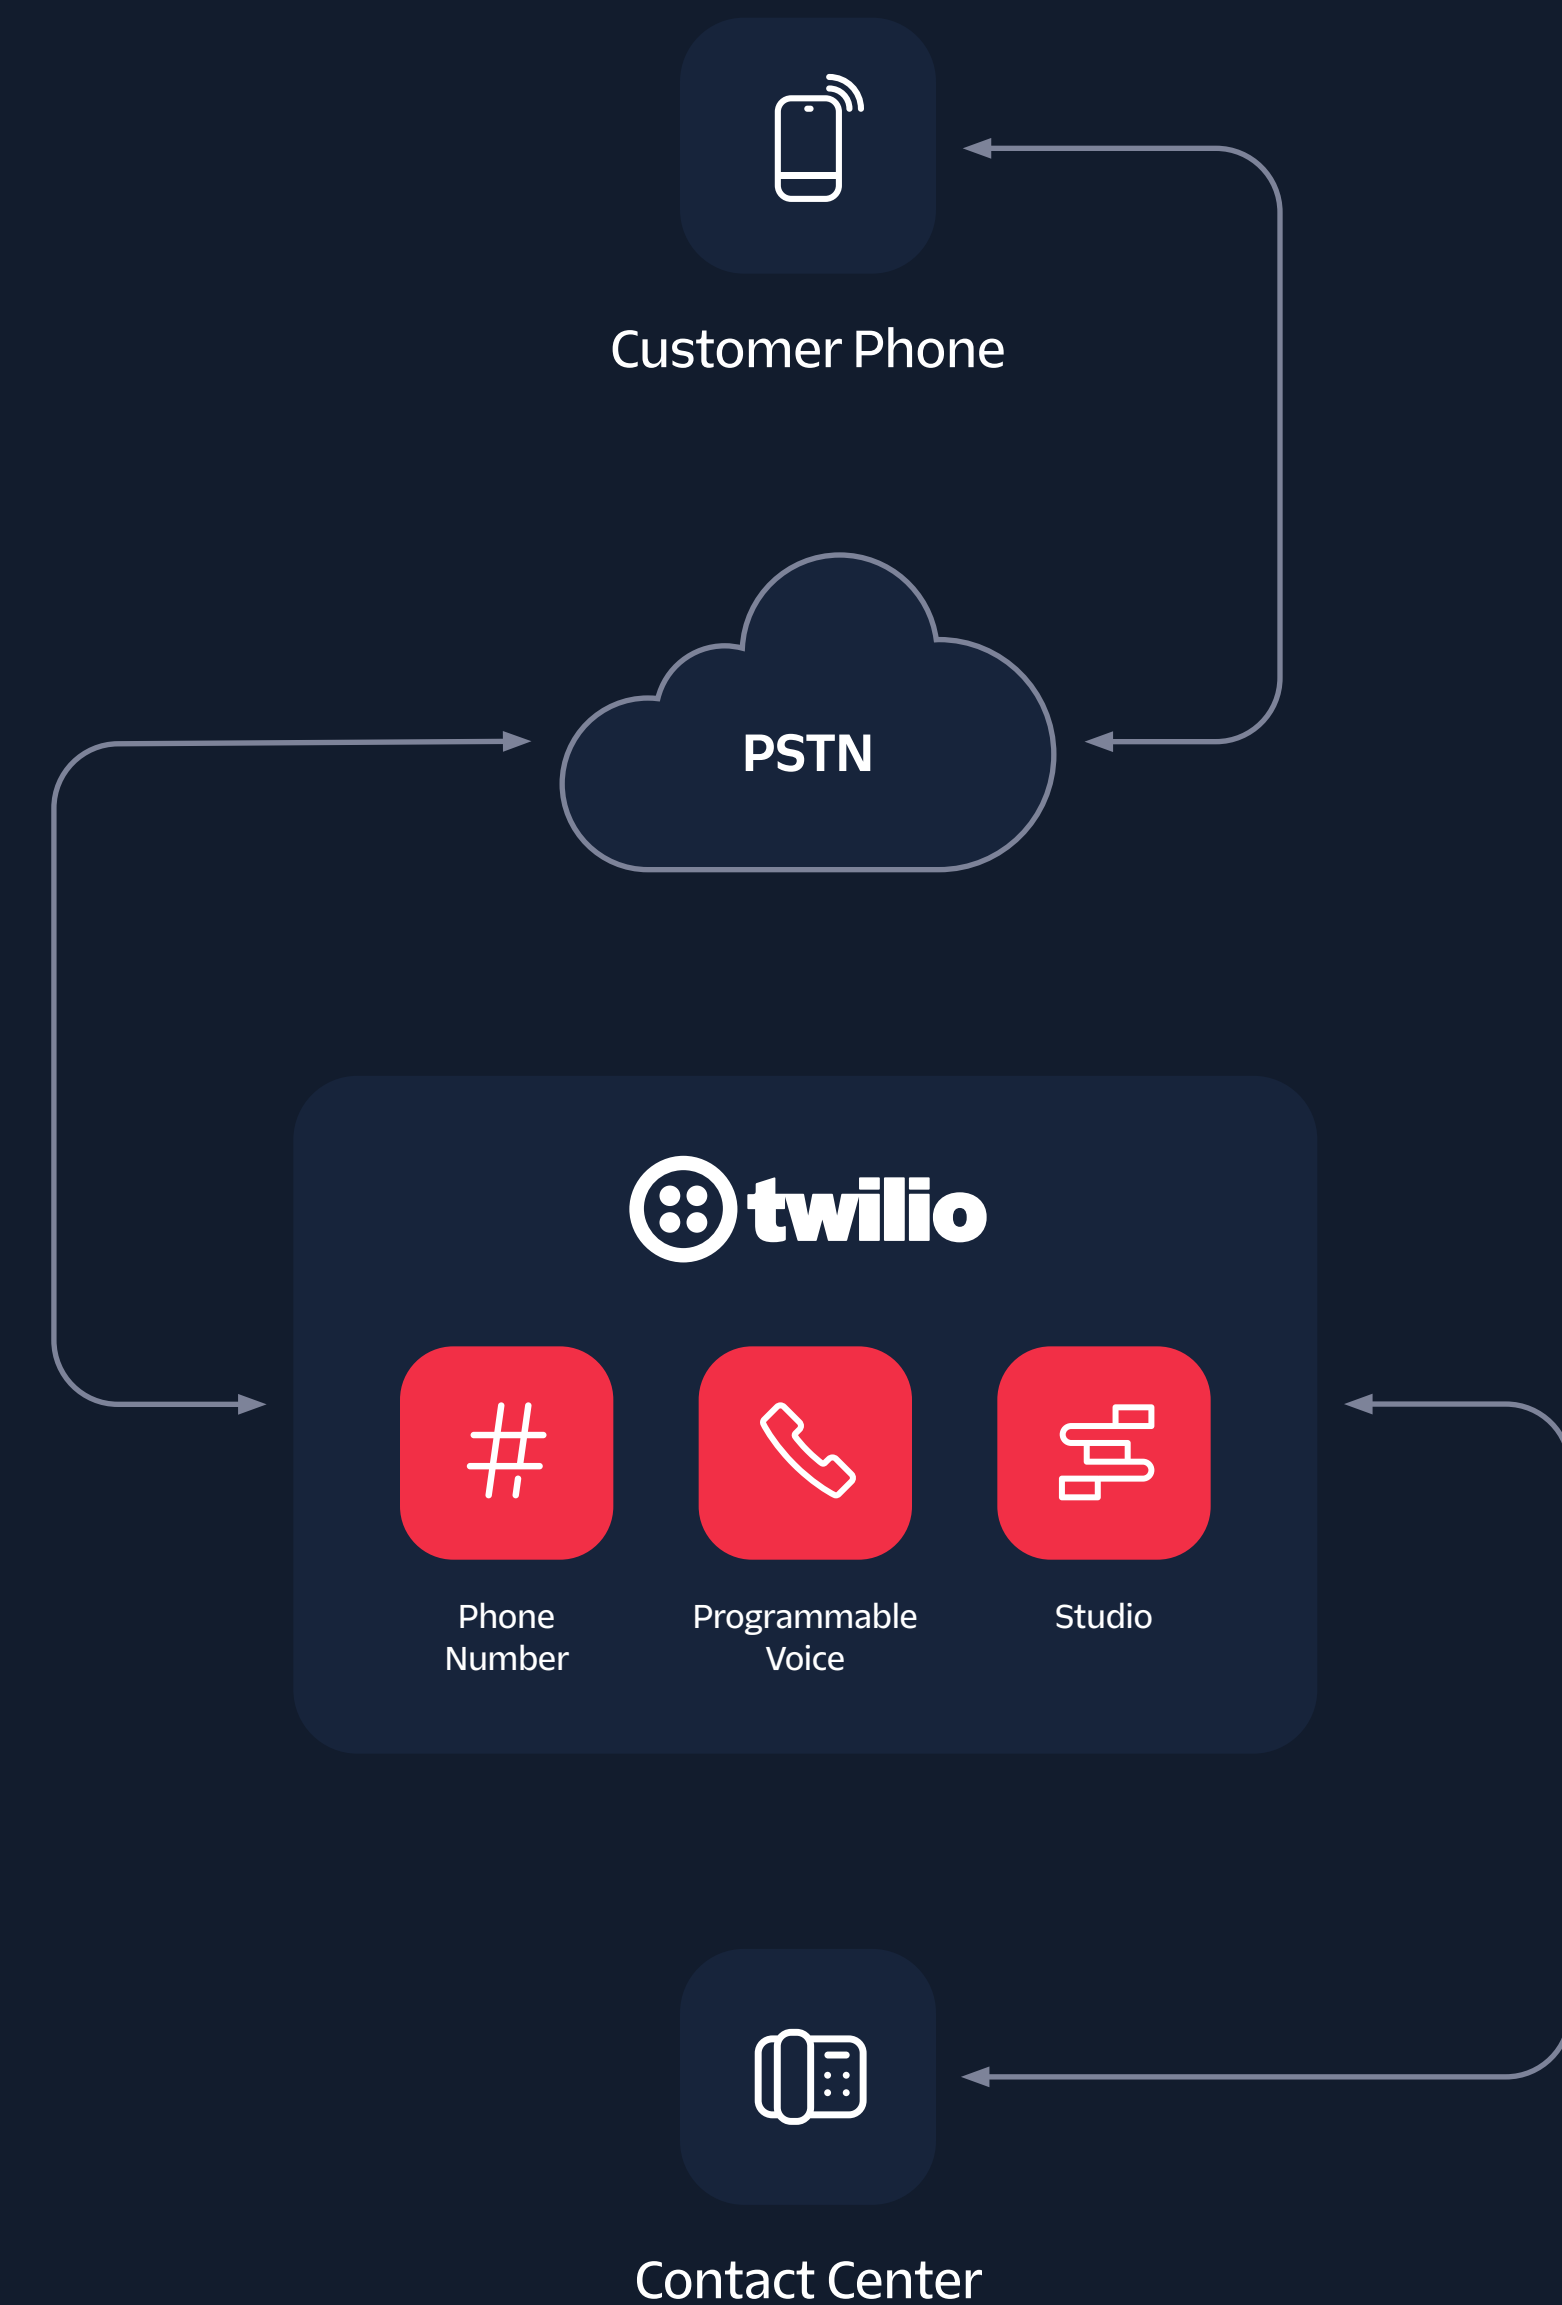 Customer Phone
PSTN
twilio
Phone
Number
Programmable
Voice
Studio
Contact Center